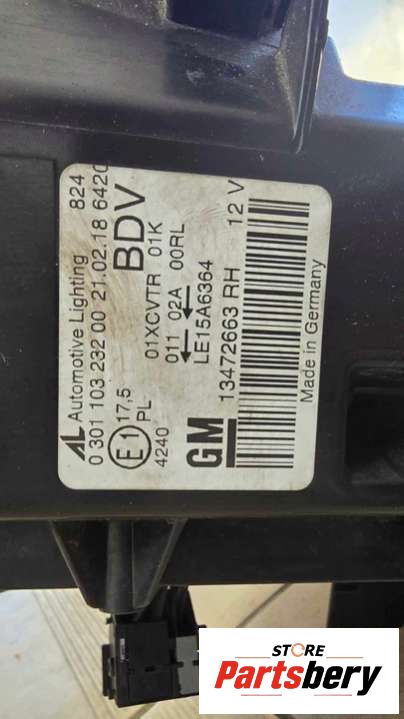 AL Automotive Lighting 824
0 301 103 232 00 21.02.18 6420
E1 17,5 BDV
PL
4240 01XCVTR 01K
011 02A 00RL
LE15A6364
GM 13472663 RH 12 V
Made in Germany
STORE
Partsbery